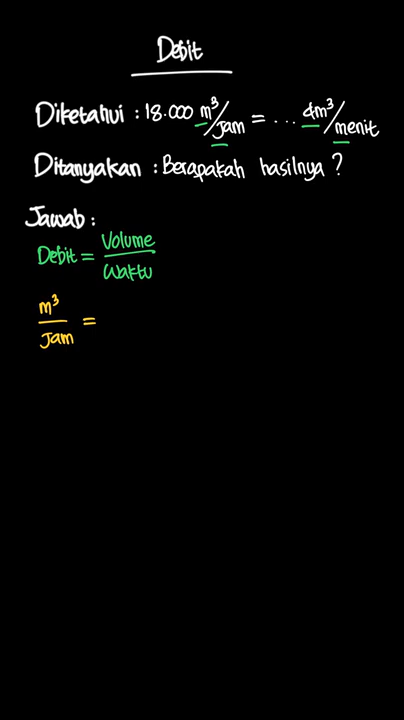 Debit
Diketahui : 18.000 m³/Jam = ... dm³/menit
Ditanyakan : Berapakah hasilnya ?
Jawab :
Debit = Volume/Waktu
m³/Jam =